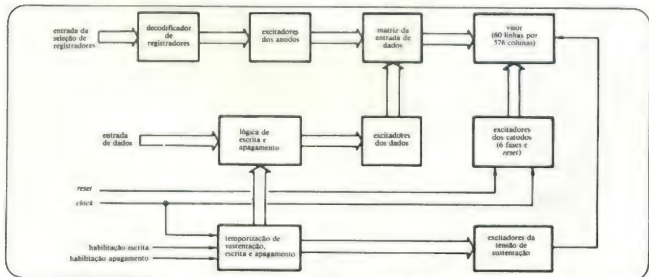 entrada da
seleção de
registradores
decodificador
de
registradores
excitadores
dos anodos
matriz da
entrada de
dados
visor
(60 linhas por
576 colunas)
entrada
de dados
lógica de
escrita e
apagamento
excitadores
dos dados
excitadores
dos catodos
(6 fases e
reset)
reset
clock
habilitação escrita
habilitação apagamento
temporização de
sustentação,
escrita e apagamento
excitadores da
tensão de
sustentação